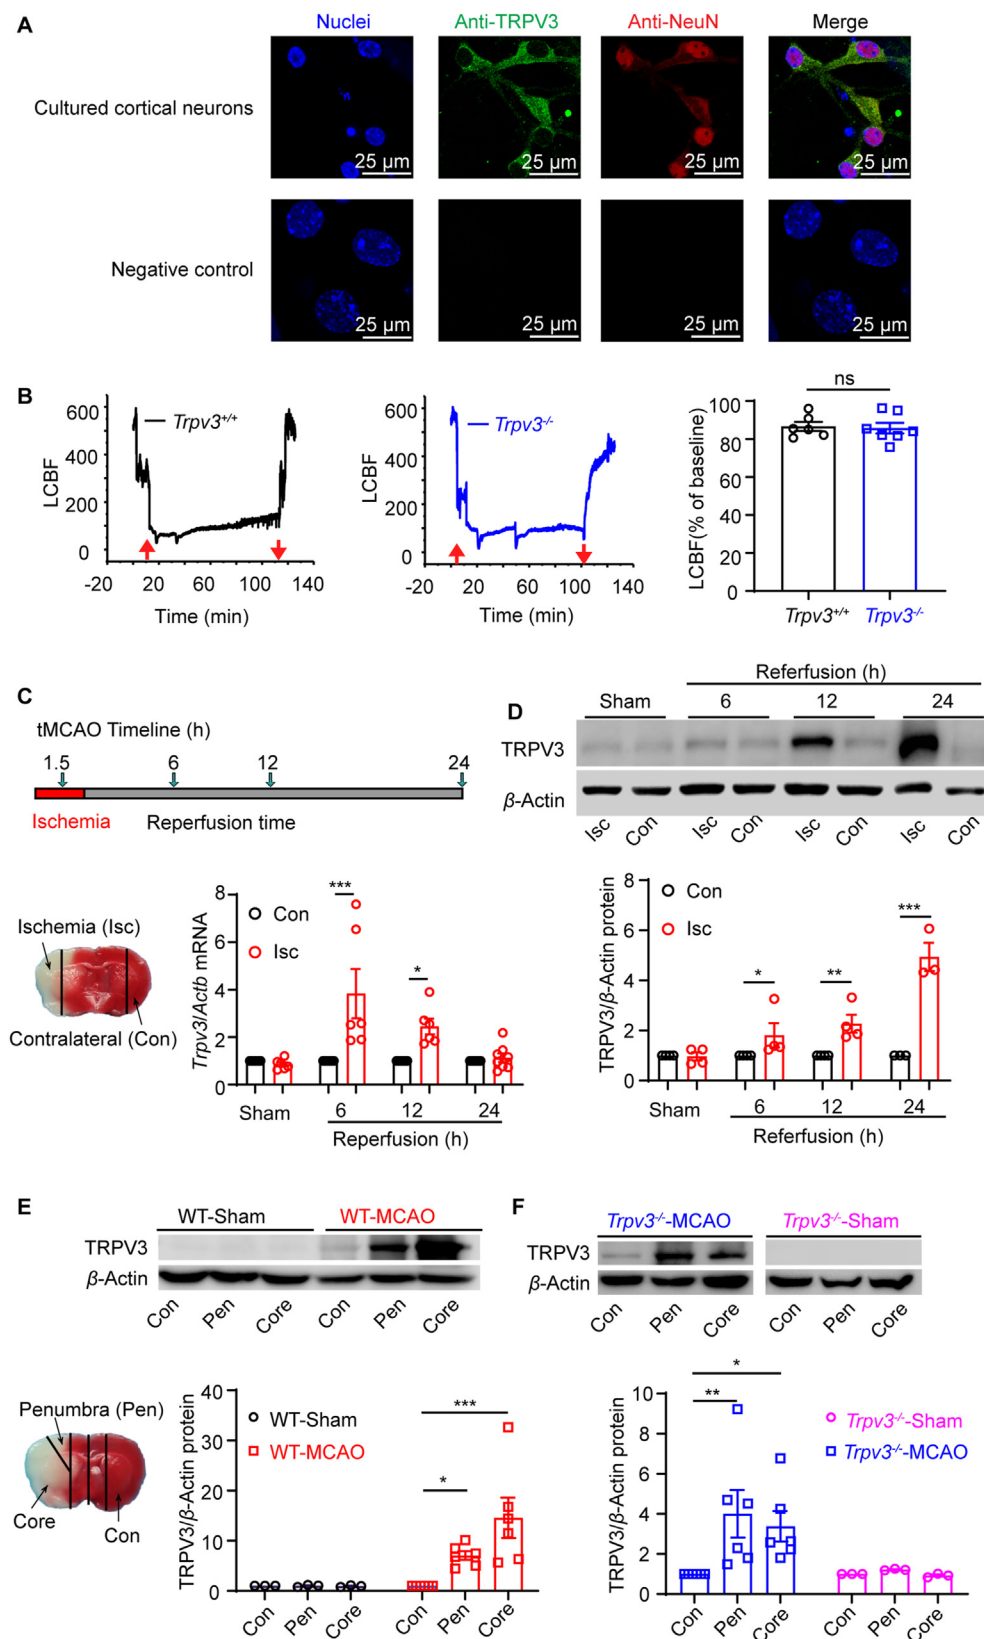 A
Nuclei
Anti-TRPV3
Anti-NeuN
Merge
Cultured cortical neurons
25 µm
25 µm
25 µm
25 µm
Negative control
25 µm
25 µm
25 µm
25 µm
B
600
400
200
0
LCBF
Trpv3+/+
-20 20 60 100 140
Time (min)
600
400
200
0
LCBF
Trpv3-/-
-20 20 60 100 140
Time (min)
ns
100
80
60
40
20
0
LCBF(% of baseline)
Trpv3+/+ Trpv3-/-
C
tMCAO Timeline (h)
1.5 6 12 24
Ischemia Reperfusion time
Ischemia (Isc)
Contralateral (Con)
8
6
4
2
0
Trpv3/Actb mRNA
Con
Isc
***
*
Sham 6 12 24
Reperfusion (h)
D
Referfusion (h)
Sham 6 12 24
TRPV3
β-Actin
Isc Con Isc Con Isc Con Isc Con
8
6
4
2
0
TRPV3/β-Actin protein
Con
Isc
*
**
***
Sham 6 12 24
Referfusion (h)
E
WT-Sham WT-MCAO
TRPV3
β-Actin
Con Pen Core Con Pen Core
Penumbra (Pen)
Core
Con
40
30
20
10
0
TRPV3/β-Actin protein
WT-Sham
WT-MCAO
*
***
Con Pen Core Con Pen Core
F
Trpv3-/--MCAO Trpv3-/--Sham
TRPV3
β-Actin
Con Pen Core Con Pen Core
10
8
6
4
2
0
TRPV3/β-Actin protein
*
**
Trpv3-/--Sham
Trpv3-/--MCAO
Con Pen Core Con Pen Core